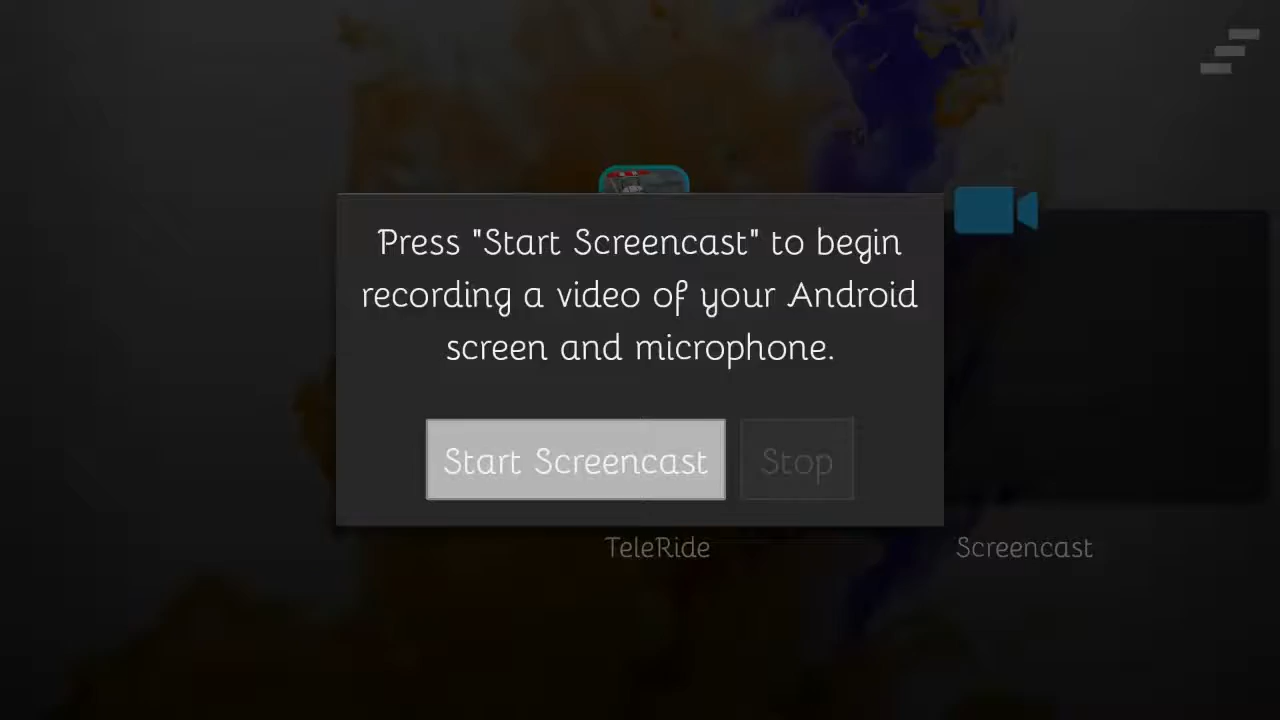 Press "Start Screencast" to begin
recording a video of your Android
screen and microphone.
Start Screencast
Stop
TeleRide
Screencast